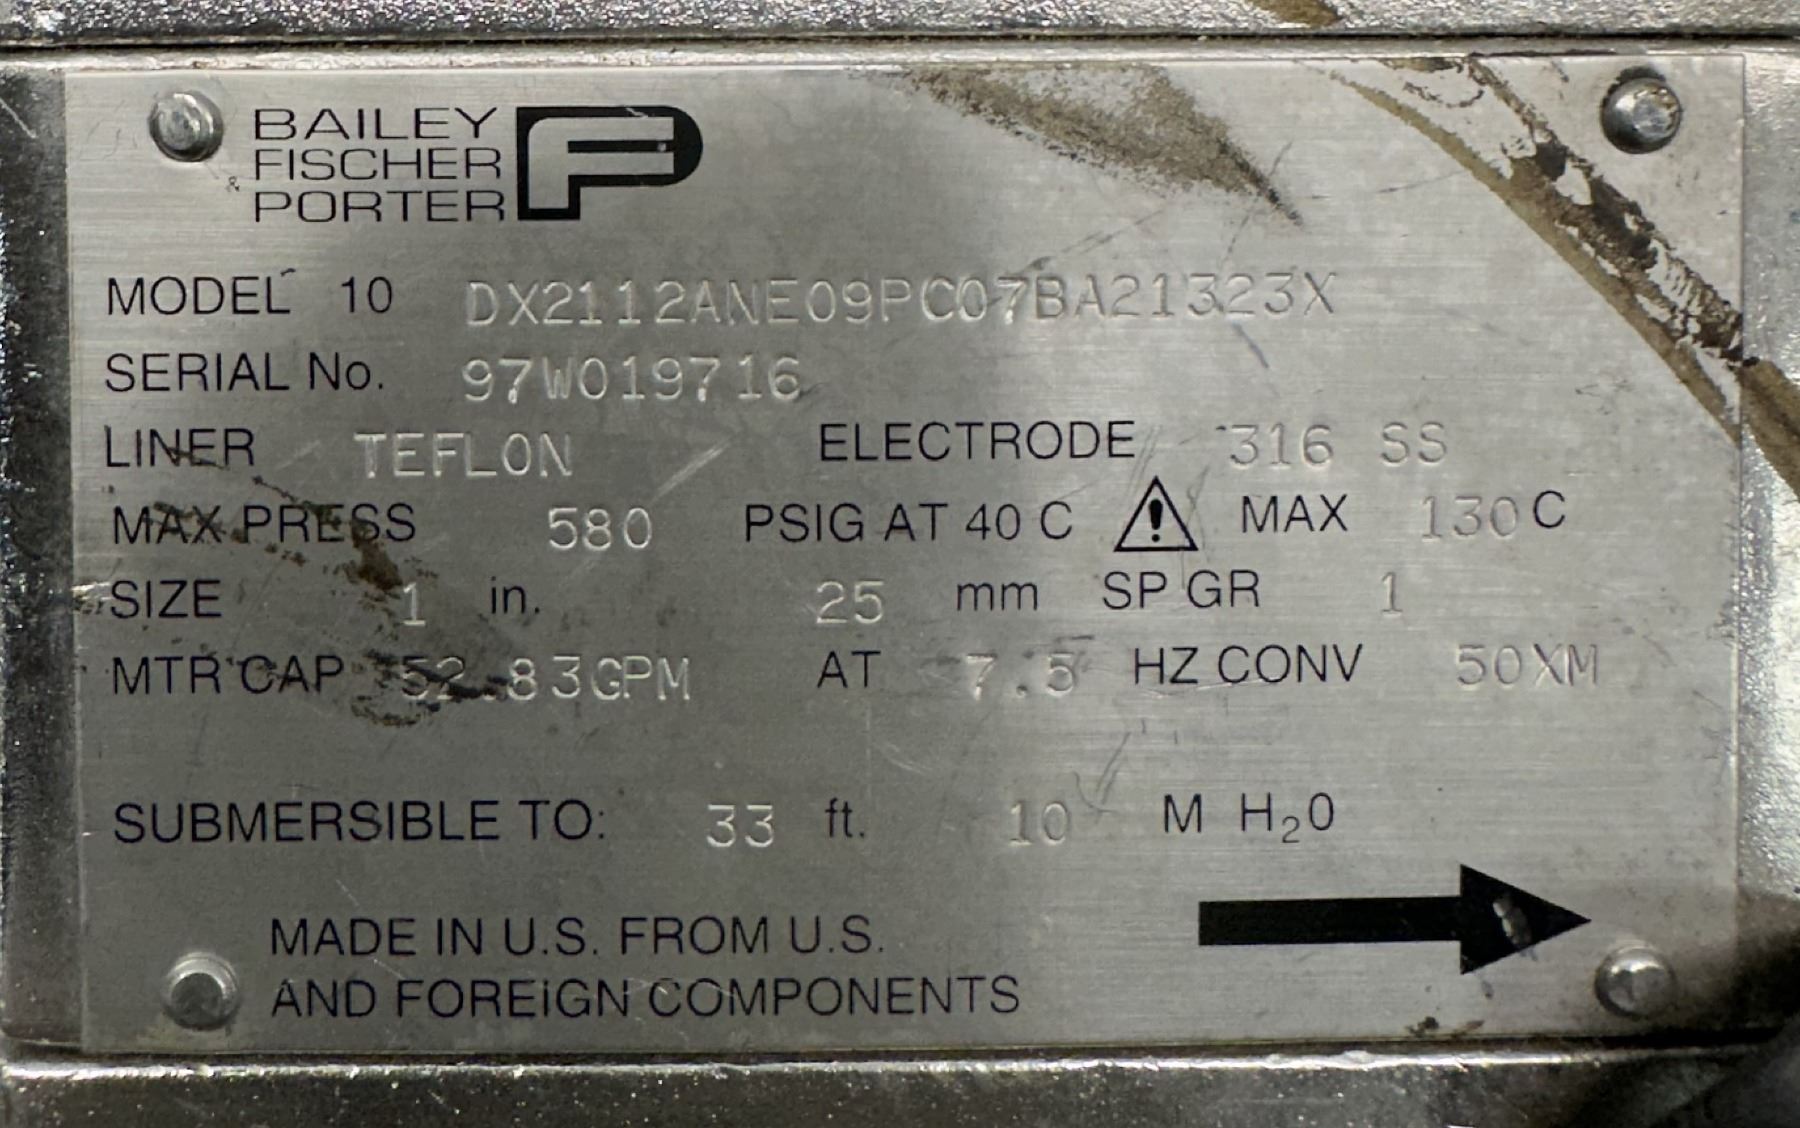 BAILEY
FISCHER
& PORTER
MODEL 10 DX2112ANE09PC07BA21323X
SERIAL No. 97W019716
LINER TEFLON ELECTRODE 316 SS
MAX PRESS 580 PSIG AT 40 C MAX 130 C
SIZE 1 in. 25 mm SP GR 1
MTR CAP 52.83GPM AT 7.5 HZ CONV 50XM
SUBMERSIBLE TO: 33 ft. 10 M H₂O
MADE IN U.S. FROM U.S.
AND FOREIGN COMPONENTS